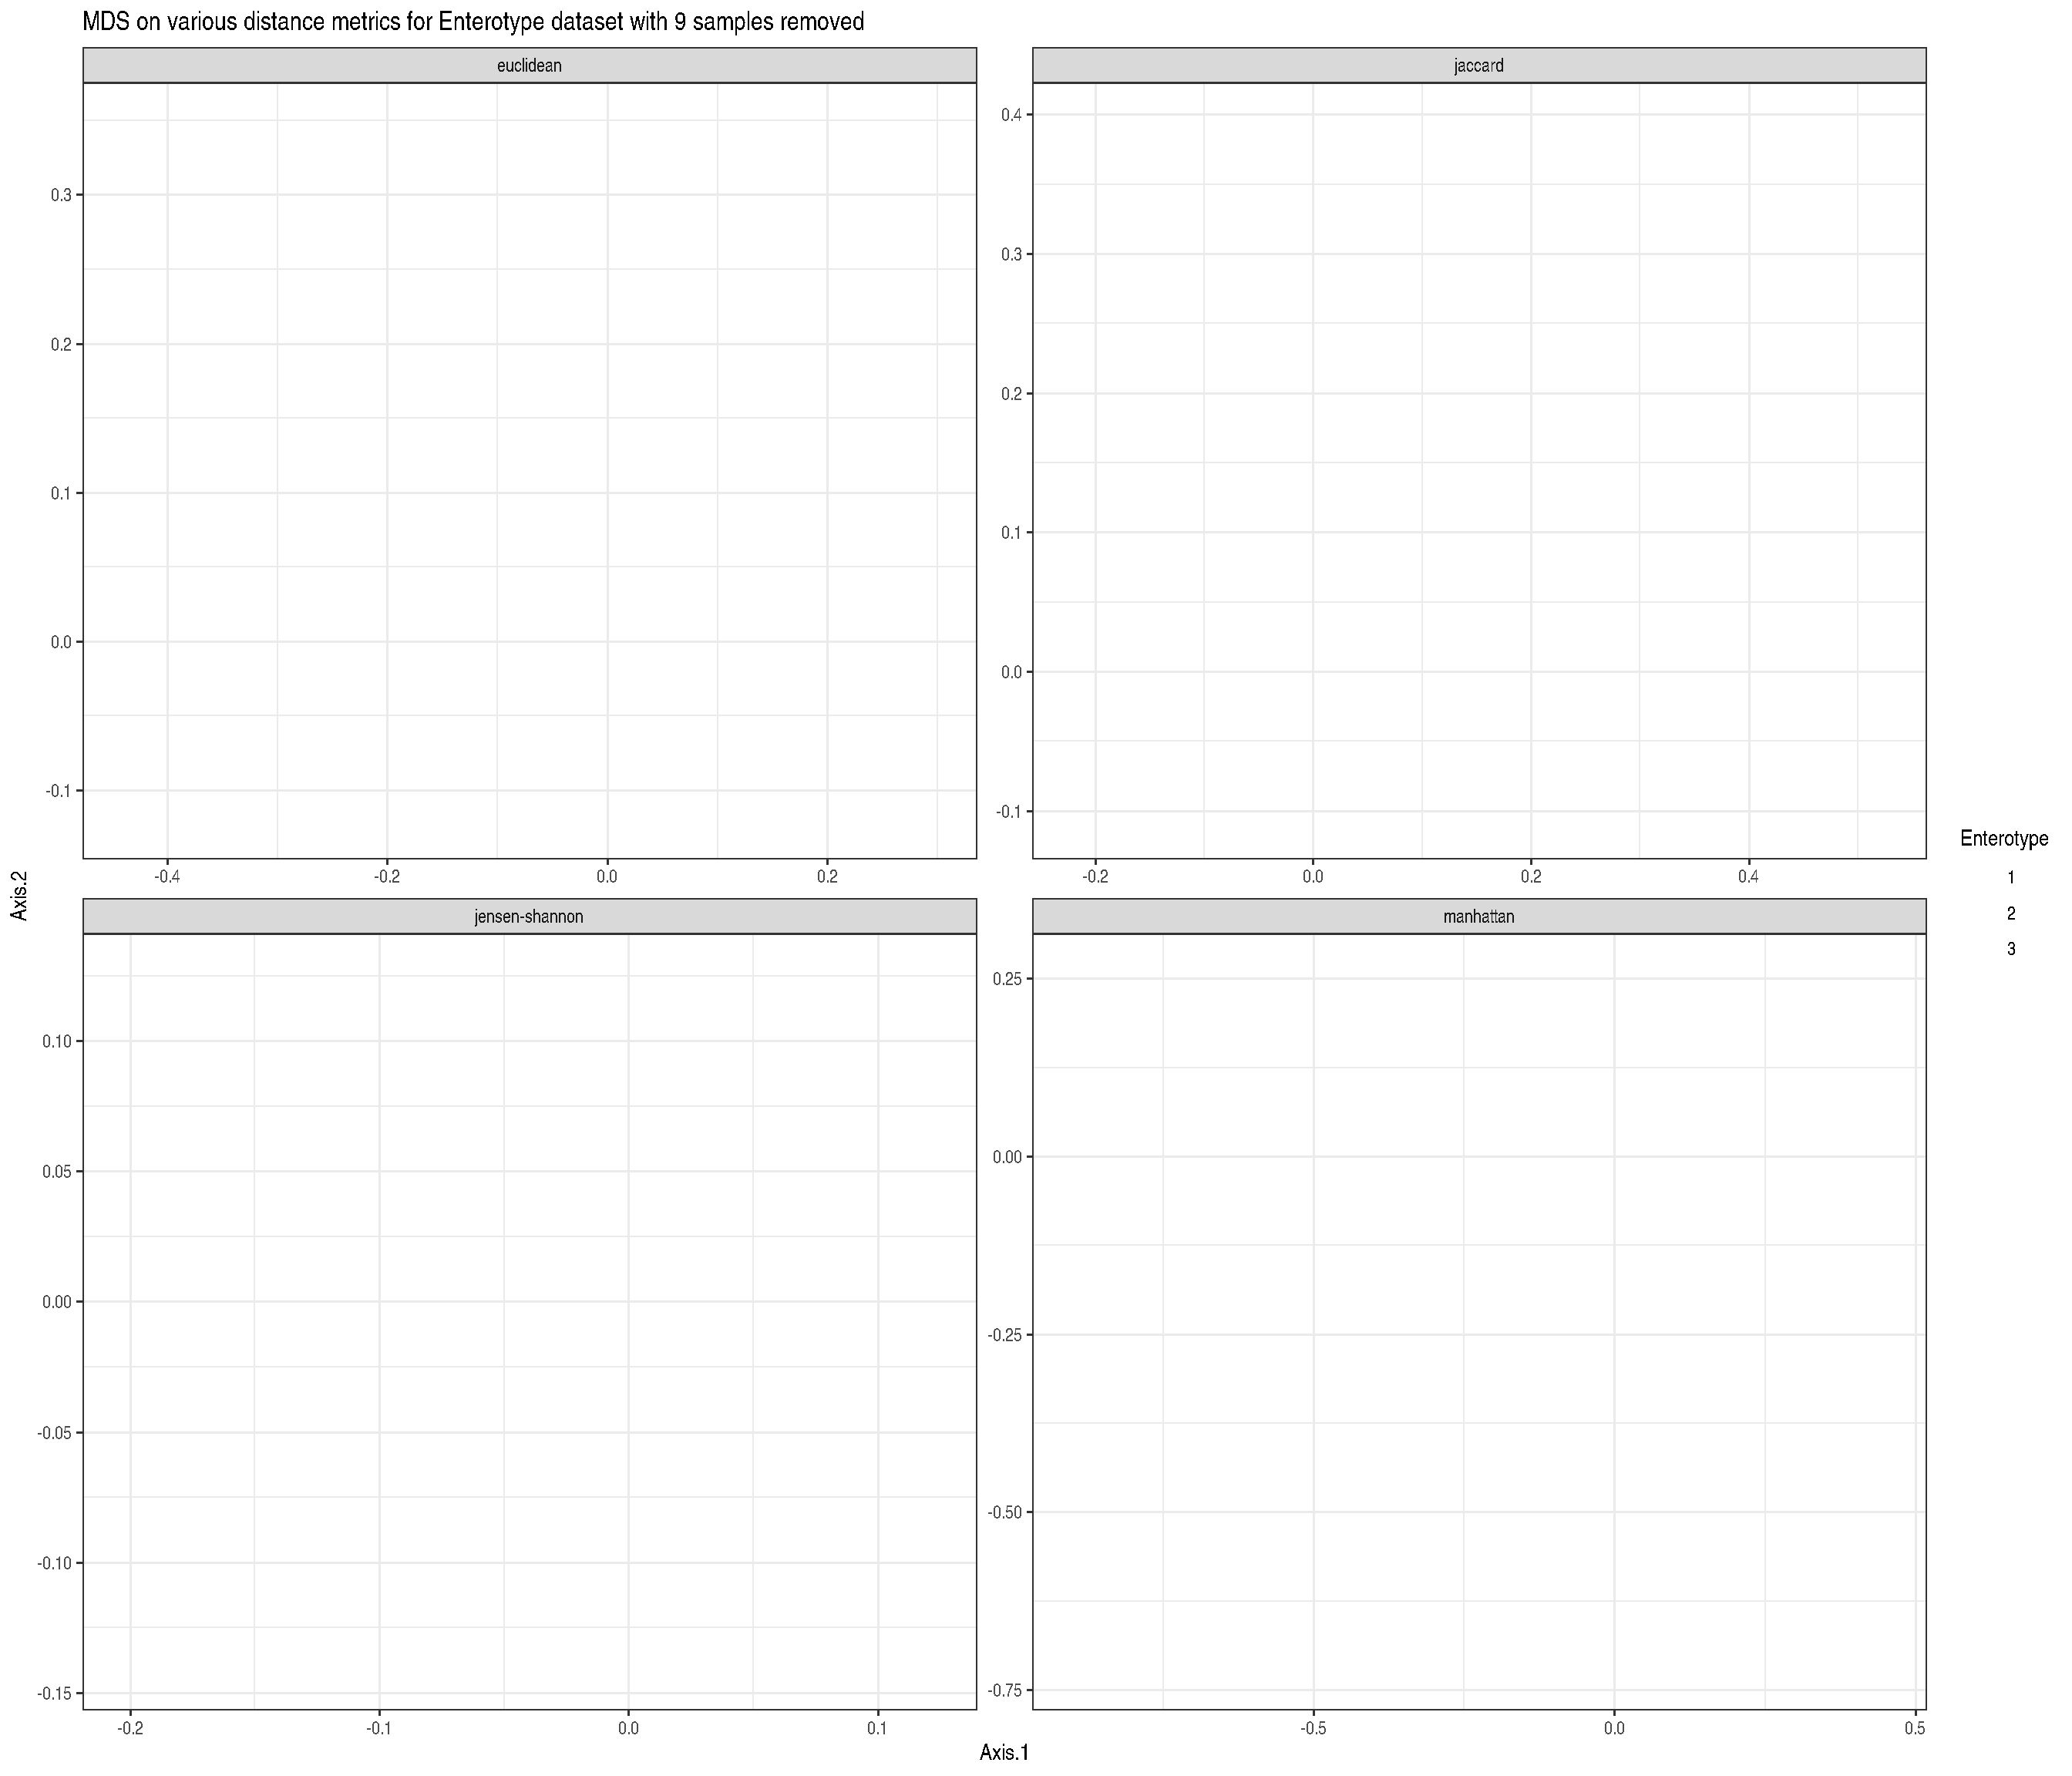 MDS on various distance metrics for Enterotype dataset with 9 samples removed
euclidean
jaccard
0.3
0.2
0.1
0.0
-0.1
-0.4 -0.2 0.0 0.2
0.4
0.3
0.2
0.1
0.0
-0.1
-0.2 0.0 0.2 0.4
jensen-shannon
manhattan
0.10
0.05
0.00
-0.05
-0.10
-0.15
-0.2 -0.1 0.0 0.1
0.25
0.00
-0.25
-0.50
-0.75
-0.5 0.0 0.5
Axis.2
Axis.1
Enterotype
1
2
3